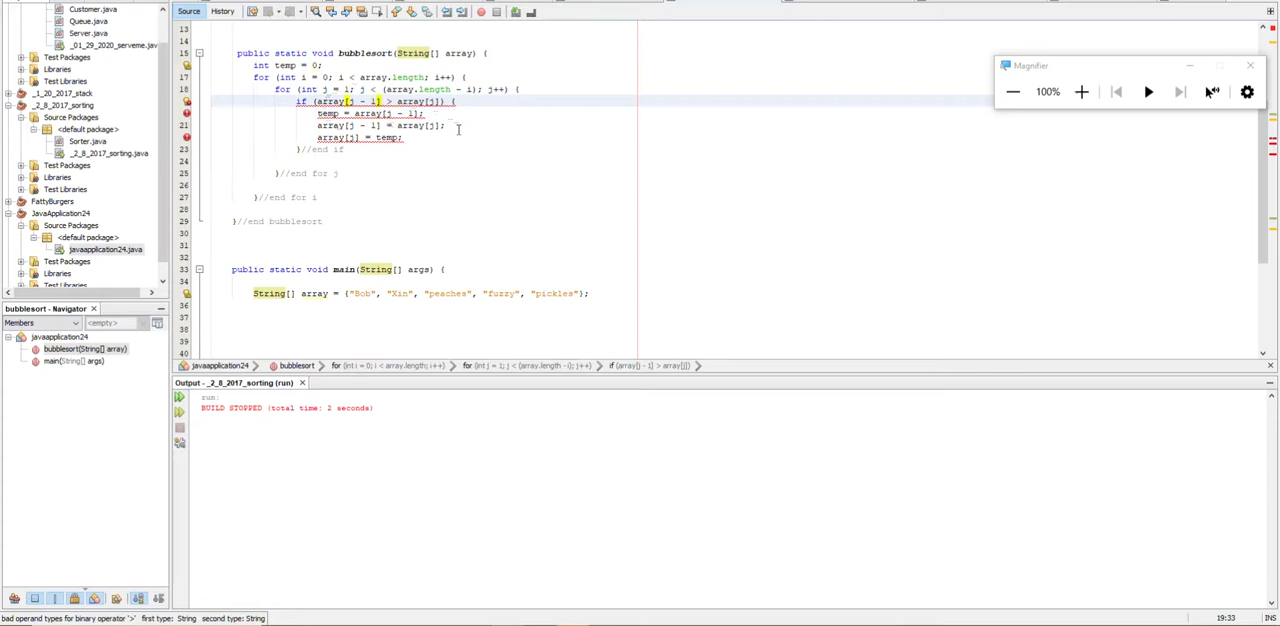 Source History
Customer.java
Queue.java
Server.java
_01_29_2020_serveme.jav
Test Packages
Libraries
Test Libraries
_1_20_2017_stack
_2_8_2017_sorting
Source Packages
<default package>
Sorter.java
_2_8_2017_sorting.java
Test Packages
Libraries
Test Libraries
FattyBurgers
JavaApplication24
Source Packages
<default package>
javaapplication24.java
Test Packages
Libraries
Test Libraries
bubblesort - Navigator
Members <empty>
javaapplication24
bubblesort(String[] array)
main(String[] args)
13
15 public static void bubblesort(String[] array) {
int temp = 0;
17 for (int i = 0; i < array.length; i++) {
18 for (int j = 1; j < (array.length - i); j++) {
if (array[j - 1] > array[j]) {
temp = array[j - 1];
21 array[j - 1] = array[j];
array[j] = temp;
23 }//end if
24
25 }//end for j
26
27 }//end for i
28
29 }//end bubblesort
30
31
32
33 public static void main(String[] args) {
34
String[] array = {"Bob", "Xin", "peaches", "fuzzy", "pickles"};
36
37
38
39
40
javaapplication24 bubblesort for (int i = 0; i < array.length; i++) for (int j = 1; j < (array.length - i); j++) if (array[j - 1] > array[j])
Output - _2_8_2017_sorting (run)
run:
BUILD STOPPED (total time: 2 seconds)
Magnifier
100%
bad operand types for binary operator '>' first type: String second type: String
19:33 INS